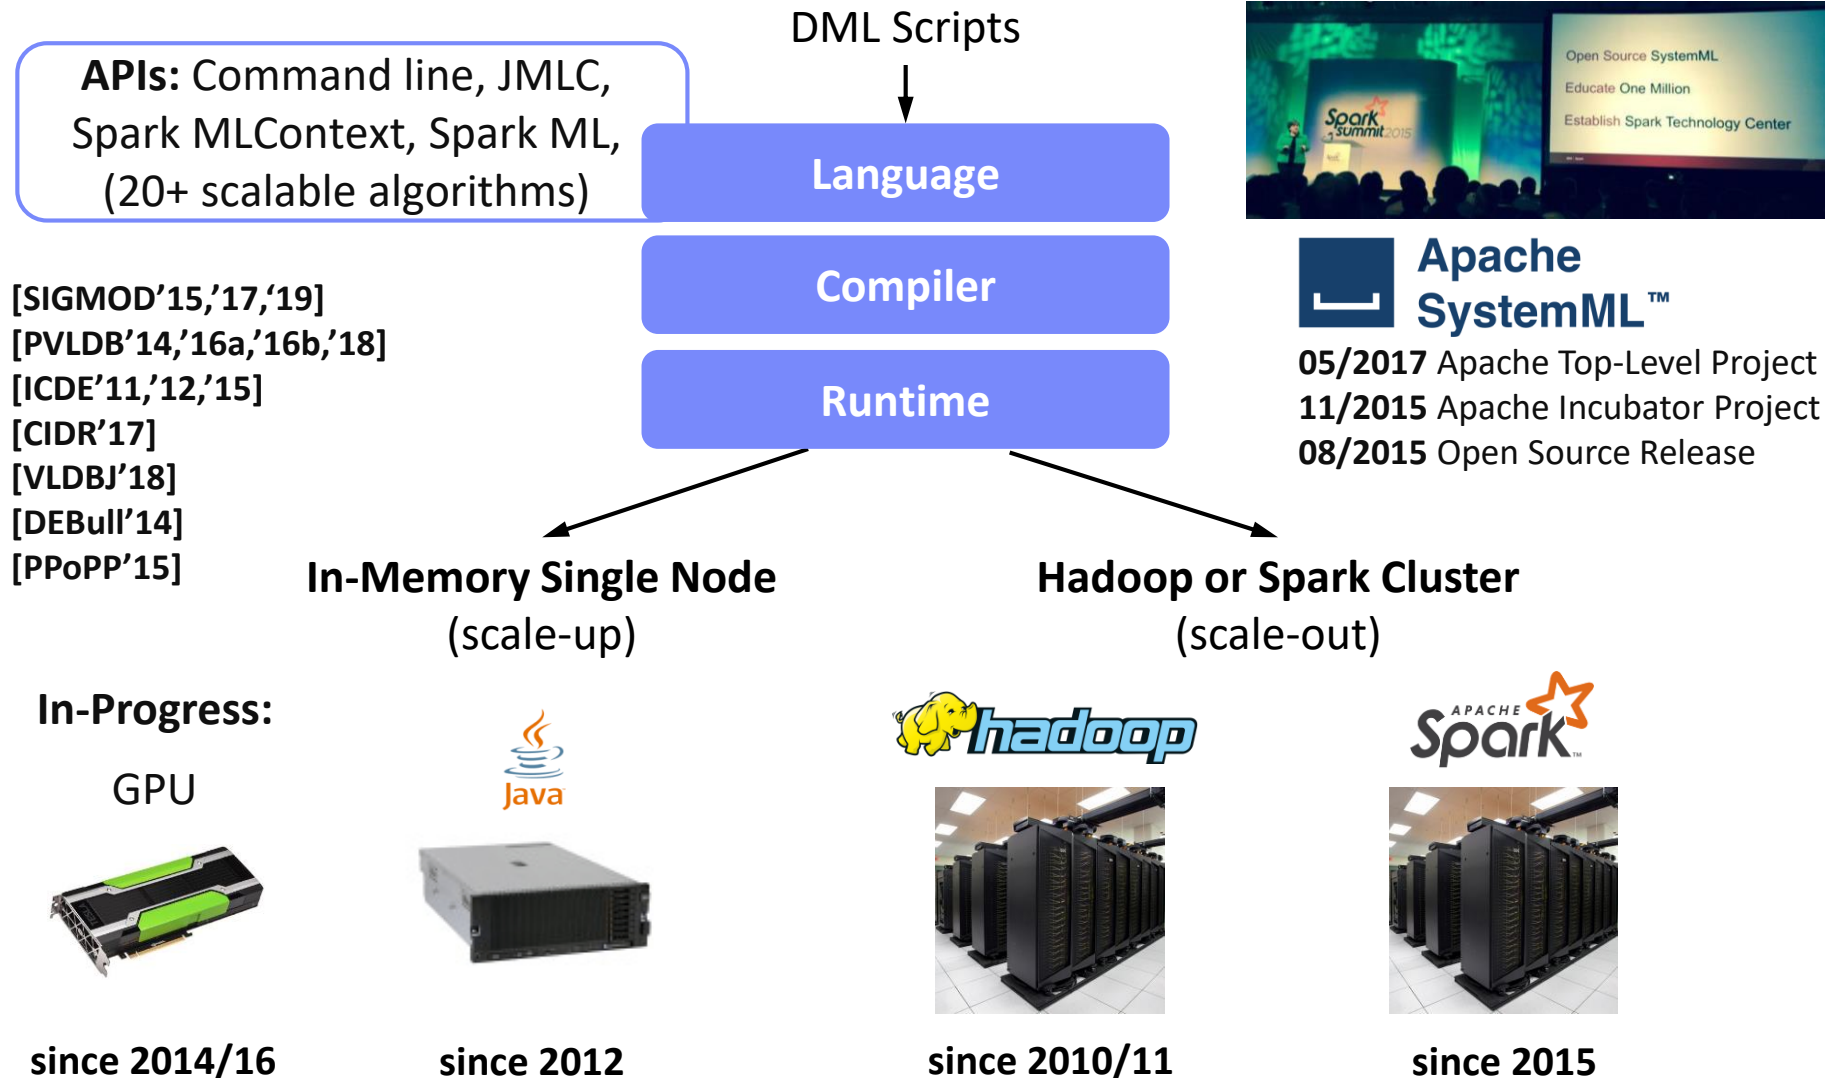 DML Scripts
APIs: Command line, JMLC,
Spark MLContext, Spark ML,
(20+ scalable algorithms)
Language
Compiler
Runtime
Spark
summit2015
Open Source SystemML
Educate One Million
Establish Spark Technology Center
Apache
SystemML™
05/2017 Apache Top-Level Project
11/2015 Apache Incubator Project
08/2015 Open Source Release
[SIGMOD’15,’17,‘19]
[PVLDB’14,’16a,’16b,’18]
[ICDE’11,’12,’15]
[CIDR’17]
[VLDBJ’18]
[DEBull’14]
[PPoPP’15]
In-Memory Single Node
(scale-up)
Hadoop or Spark Cluster
(scale-out)
In-Progress:
GPU
Java
hadoop
APACHE
Spark™
since 2014/16
since 2012
since 2010/11
since 2015